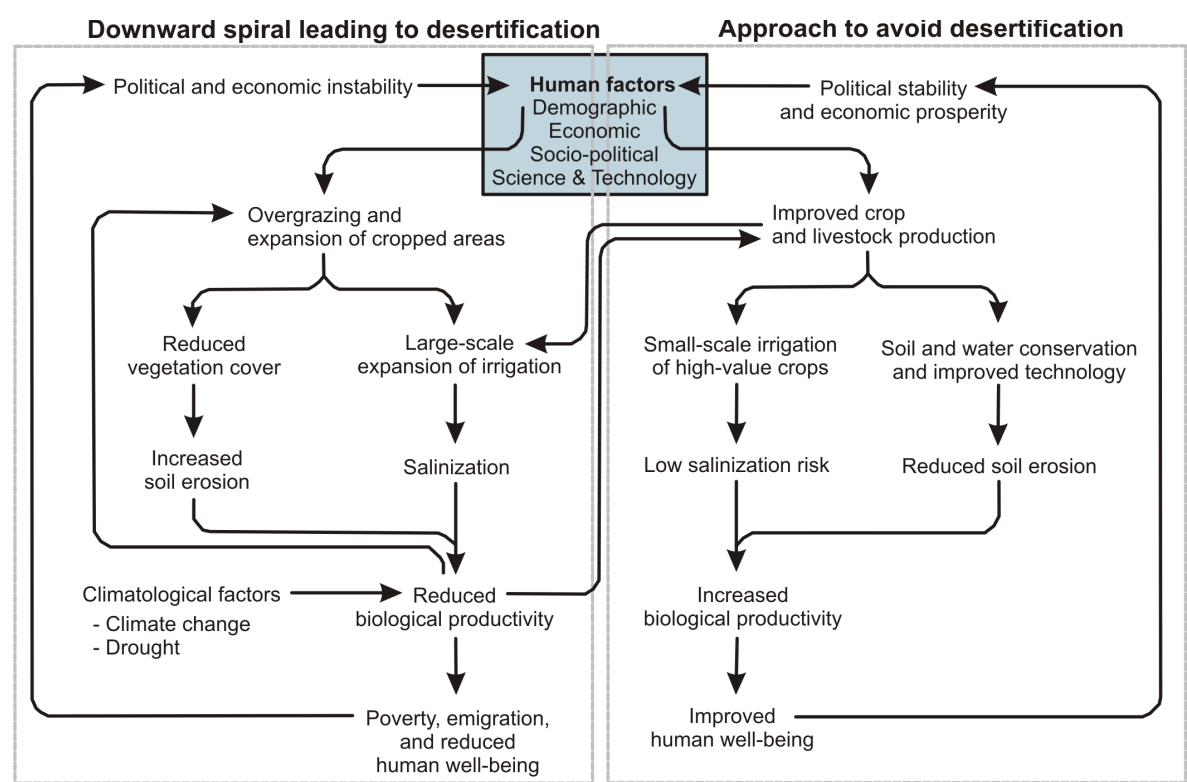 Downward spiral leading to desertification
Approach to avoid desertification
Political and economic instability
Human factors
Demographic
Economic
Socio-political
Science & Technology
Political stability
and economic prosperity
Overgrazing and
expansion of cropped areas
Improved crop
and livestock production
Reduced
vegetation cover
Large-scale
expansion of irrigation
Small-scale irrigation
of high-value crops
Soil and water conservation
and improved technology
Increased
soil erosion
Salinization
Low salinization risk
Reduced soil erosion
Climatological factors
- Climate change
- Drought
Reduced
biological productivity
Increased
biological productivity
Poverty, emigration,
and reduced
human well-being
Improved
human well-being